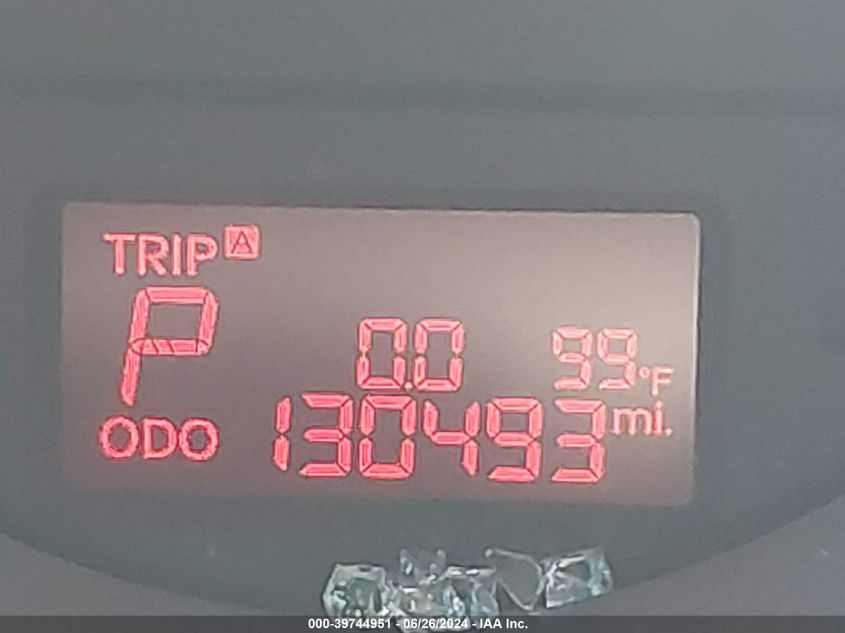 TRIP A
P
0.0 99°F
ODO 130493 mi.
000-39744951 - 06/26/2024 - IAA Inc.